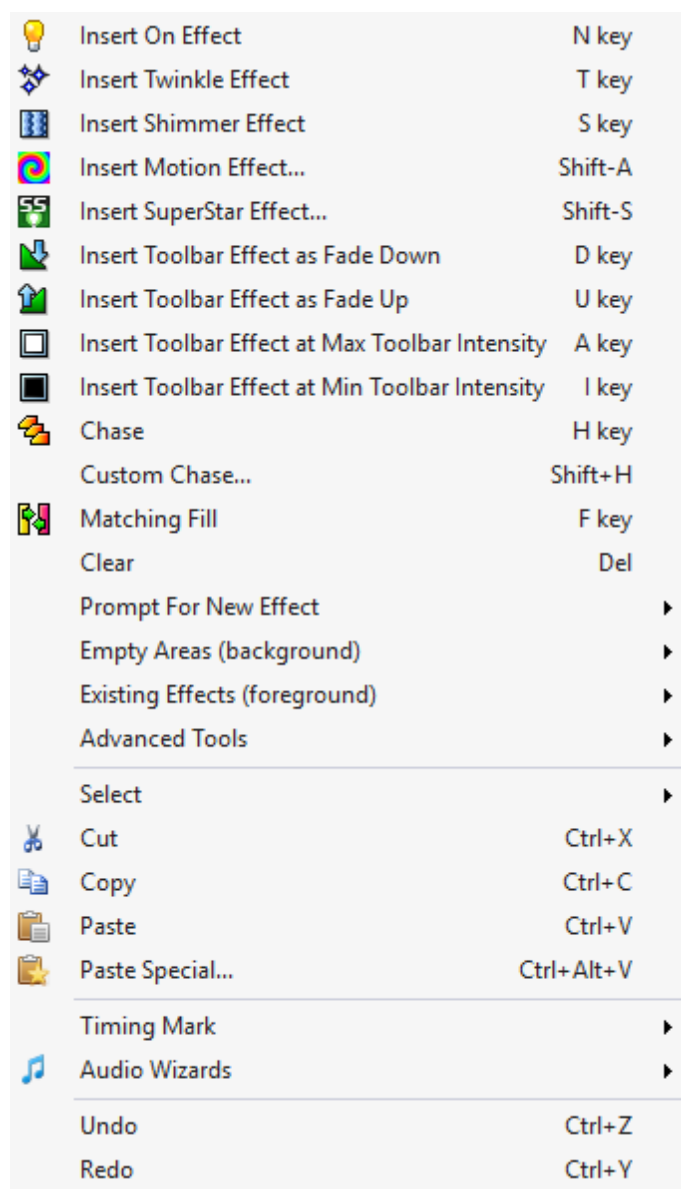 Insert On Effect N key
Insert Twinkle Effect T key
Insert Shimmer Effect S key
Insert Motion Effect... Shift-A
SS Insert SuperStar Effect... Shift-S
Insert Toolbar Effect as Fade Down D key
Insert Toolbar Effect as Fade Up U key
Insert Toolbar Effect at Max Toolbar Intensity A key
Insert Toolbar Effect at Min Toolbar Intensity I key
Chase H key
Custom Chase... Shift+H
Matching Fill F key
Clear Del
Prompt For New Effect
Empty Areas (background)
Existing Effects (foreground)
Advanced Tools
Select
Cut Ctrl+X
Copy Ctrl+C
Paste Ctrl+V
Paste Special... Ctrl+Alt+V
Timing Mark
Audio Wizards
Undo Ctrl+Z
Redo Ctrl+Y